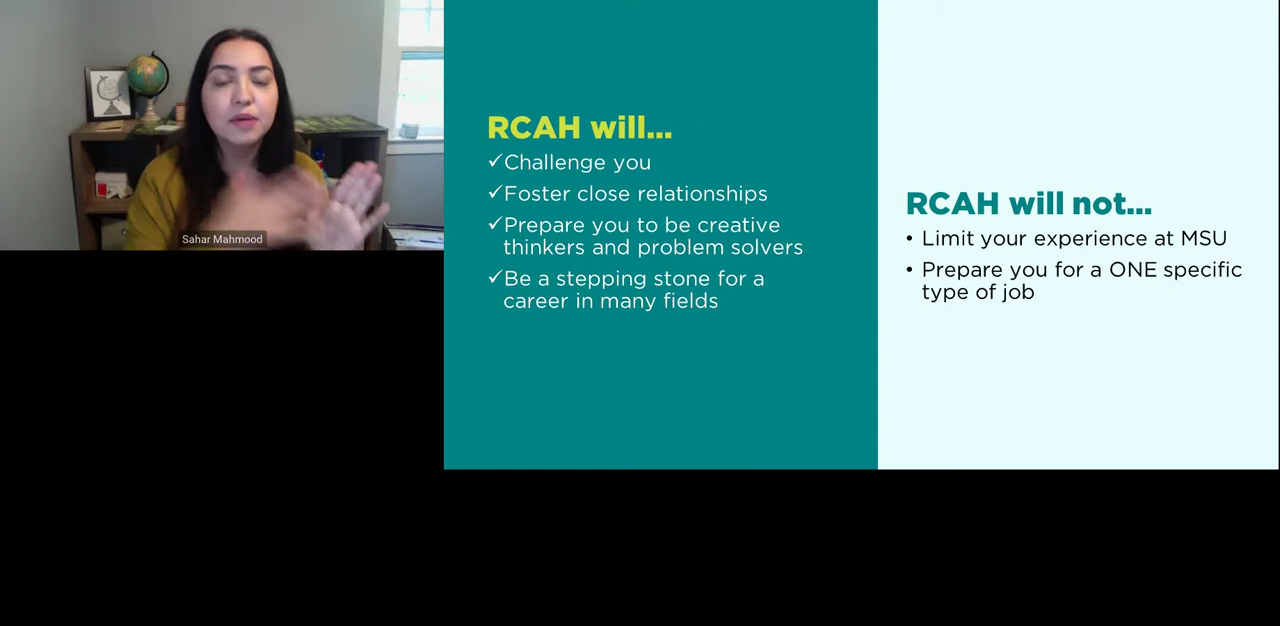 Sahar Mahmood
RCAH will...
✓Challenge you
✓Foster close relationships
✓Prepare you to be creative
thinkers and problem solvers
✓Be a stepping stone for a
career in many fields
RCAH will not...
• Limit your experience at MSU
• Prepare you for a ONE specific
type of job